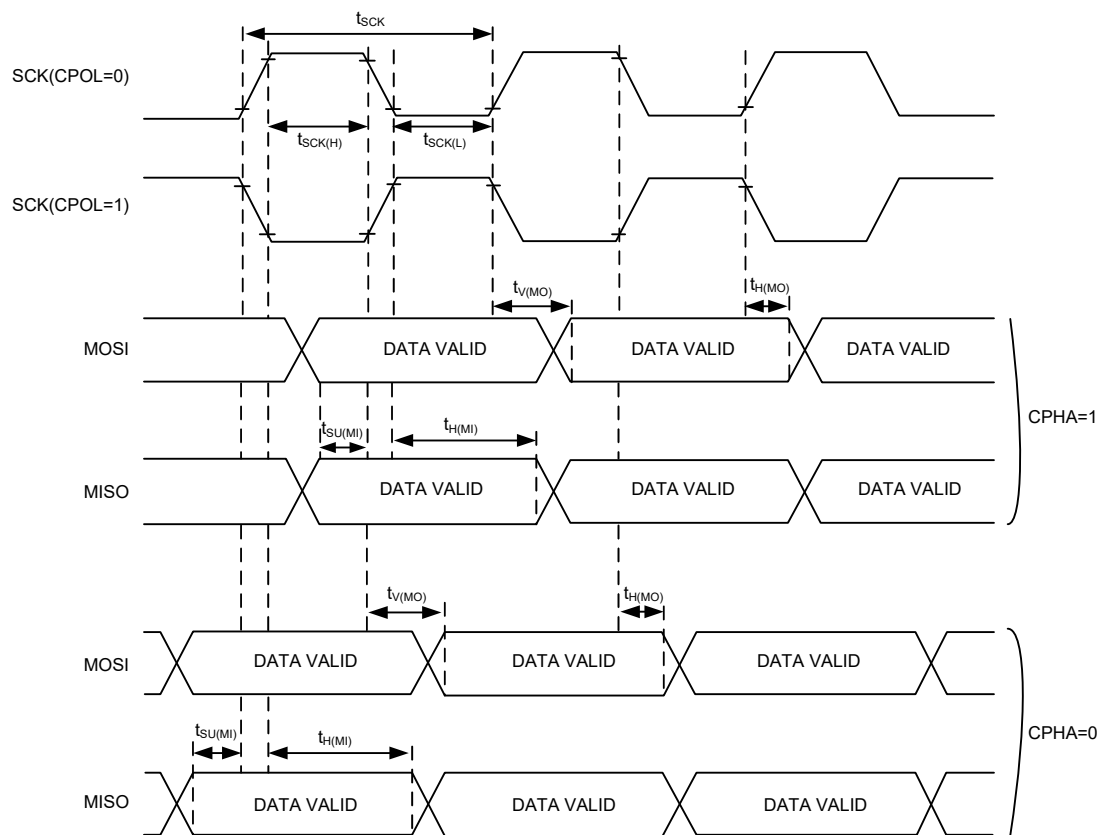 tSCK
SCK(CPOL=0)
tSCK(H)
tSCK(L)
SCK(CPOL=1)
tV(MO)
tH(MO)
MOSI
DATA VALID
DATA VALID
DATA VALID
CPHA=1
tSU(MI)
tH(MI)
MISO
DATA VALID
DATA VALID
DATA VALID
tV(MO)
tH(MO)
MOSI
DATA VALID
DATA VALID
DATA VALID
CPHA=0
tSU(MI)
tH(MI)
MISO
DATA VALID
DATA VALID
DATA VALID